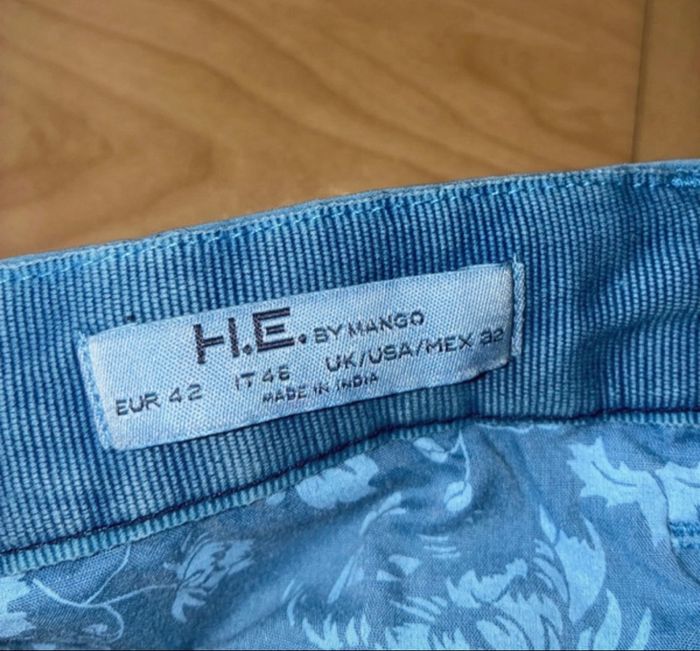 H.E. BY MANGO
EUR 42 IT 46 UK/USA/MEX 32
MADE IN INDIA